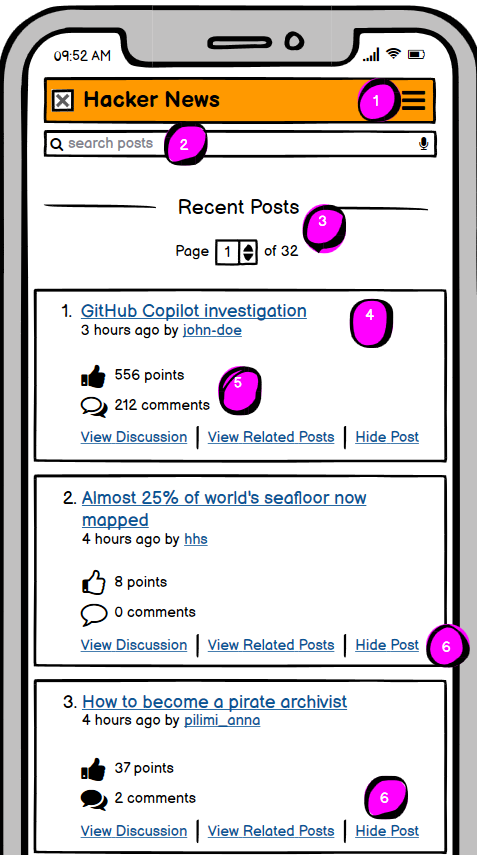 09:52 AM
Hacker News
1
search posts
2
Recent Posts
3
Page 1 of 32
1. GitHub Copilot investigation
4
3 hours ago by john-doe
556 points
5
212 comments
View Discussion | View Related Posts | Hide Post
2. Almost 25% of world's seafloor now
mapped
4 hours ago by hhs
8 points
0 comments
View Discussion | View Related Posts | Hide Post
6
3. How to become a pirate archivist
4 hours ago by pilimi_anna
37 points
2 comments
6
View Discussion | View Related Posts | Hide Post